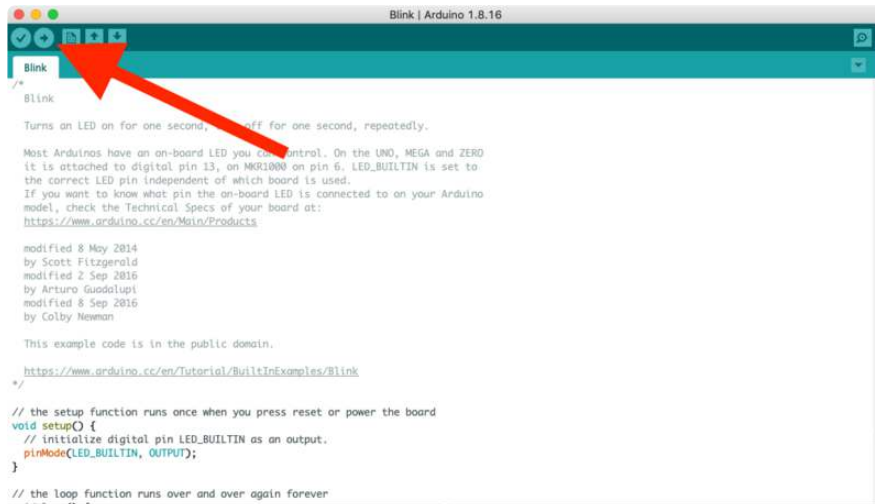 Blink | Arduino 1.8.16
Blink
/*
Blink
Turns an LED on for one second, off for one second, repeatedly.
Most Arduinos have an on-board LED you can control. On the UNO, MEGA and ZERO
it is attached to digital pin 13, on MKR1000 on pin 6. LED_BUILTIN is set to
the correct LED pin independent of which board is used.
If you want to know what pin the on-board LED is connected to on your Arduino
model, check the Technical Specs of your board at:
https://www.arduino.cc/en/Main/Products
modified 8 May 2014
by Scott Fitzgerald
modified 2 Sep 2016
by Arturo Guadalupi
modified 8 Sep 2016
by Colby Newman
This example code is in the public domain.
https://www.arduino.cc/en/Tutorial/BuiltInExamples/Blink
*/
// the setup function runs once when you press reset or power the board
void setup() {
// initialize digital pin LED_BUILTIN as an output.
pinMode(LED_BUILTIN, OUTPUT);
}
// the loop function runs over and over again forever